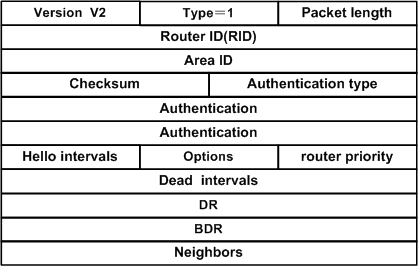 Version V2 Type=1 Packet length
Router ID(RID)
Area ID
Checksum Authentication type
Authentication
Authentication
Hello intervals Options router priority
Dead intervals
DR
BDR
Neighbors